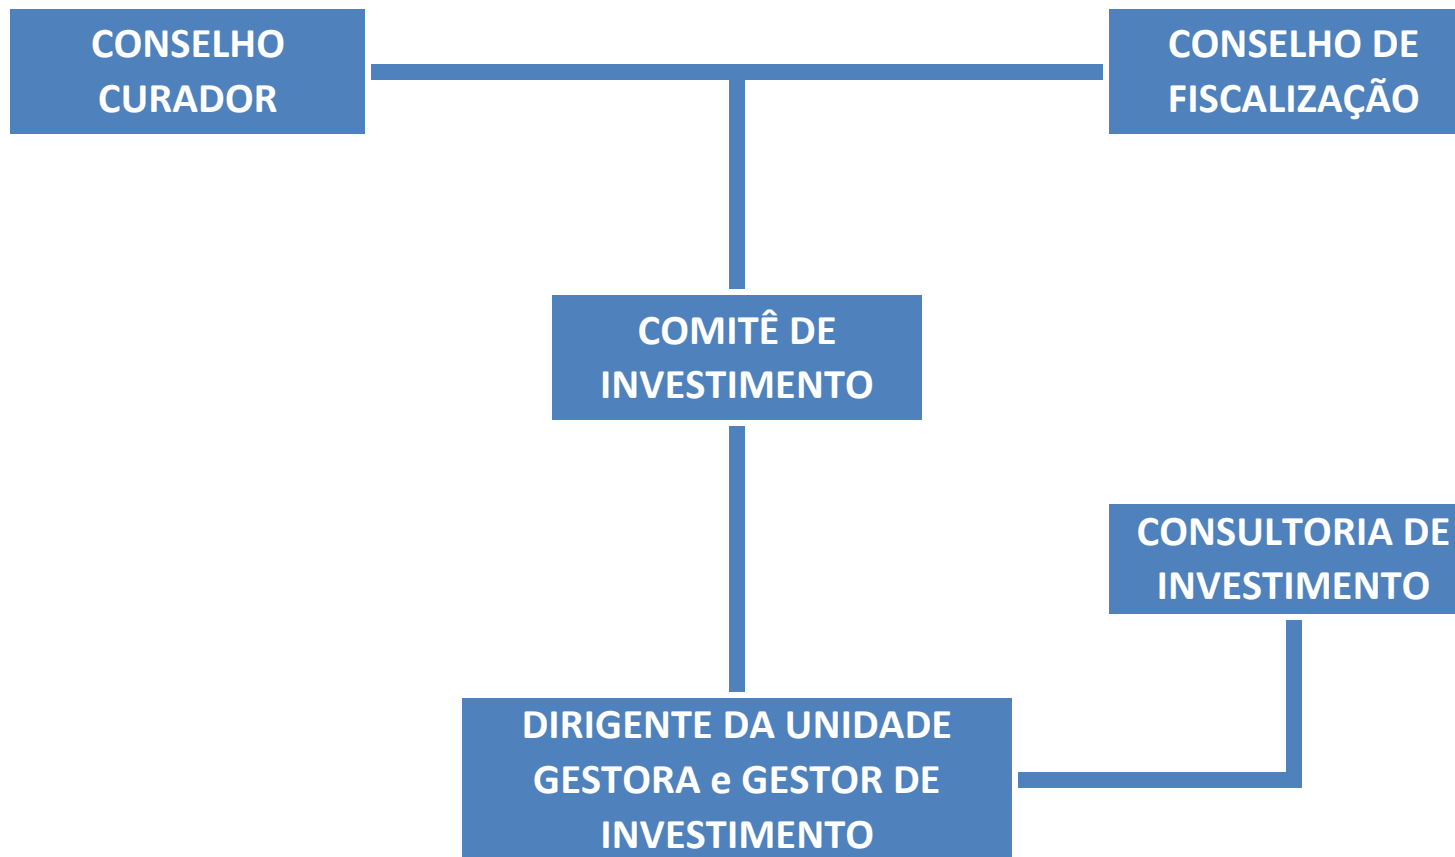 CONSELHO
CURADOR
CONSELHO DE
FISCALIZAÇÃO
COMITÊ DE
INVESTIMENTO
CONSULTORIA DE
INVESTIMENTO
DIRIGENTE DA UNIDADE
GESTORA e GESTOR DE
INVESTIMENTO